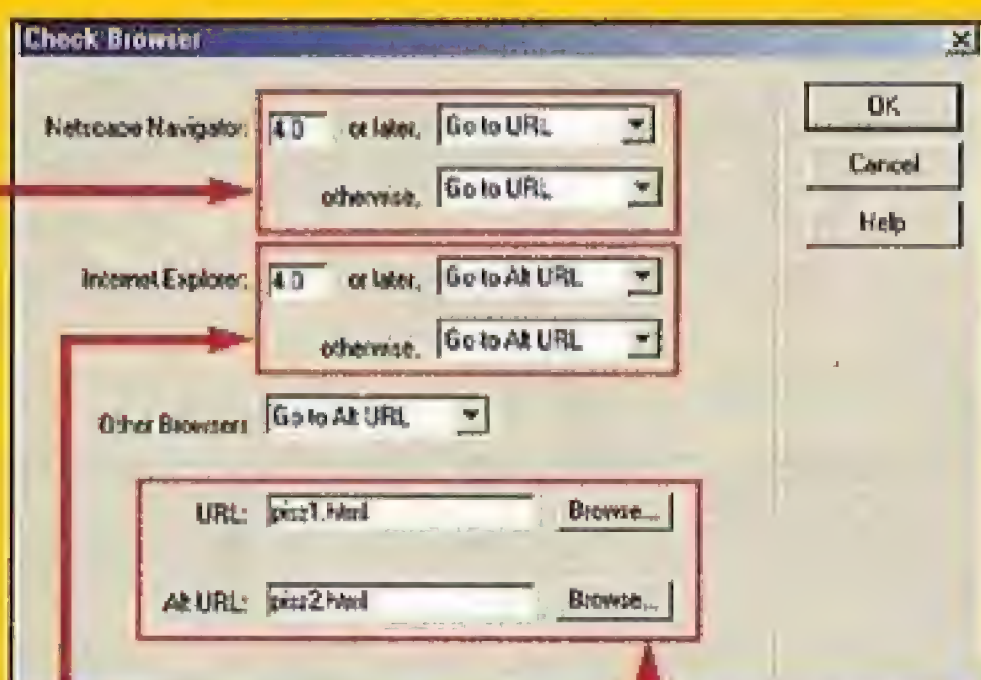 Check Browser
Netscape Navigator: 4.0 or later, Go to URL
otherwise, Go to URL
Internet Explorer: 4.0 or later, Go to Alt URL
otherwise, Go to Alt URL
Other Browsers Go to Alt URL
URL: Browse...
Alt URL: Browse...
OK
Cancel
Help